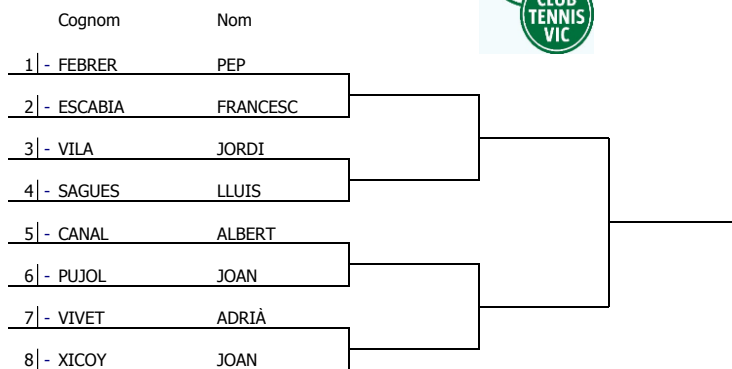 CLUB
TENNIS
VIC
Cognom Nom
1 - FEBRER PEP
2 - ESCABIA FRANCESC
3 - VILA JORDI
4 - SAGUES LLUIS
5 - CANAL ALBERT
6 - PUJOL JOAN
7 - VIVET ADRIÀ
8 - XICOY JOAN